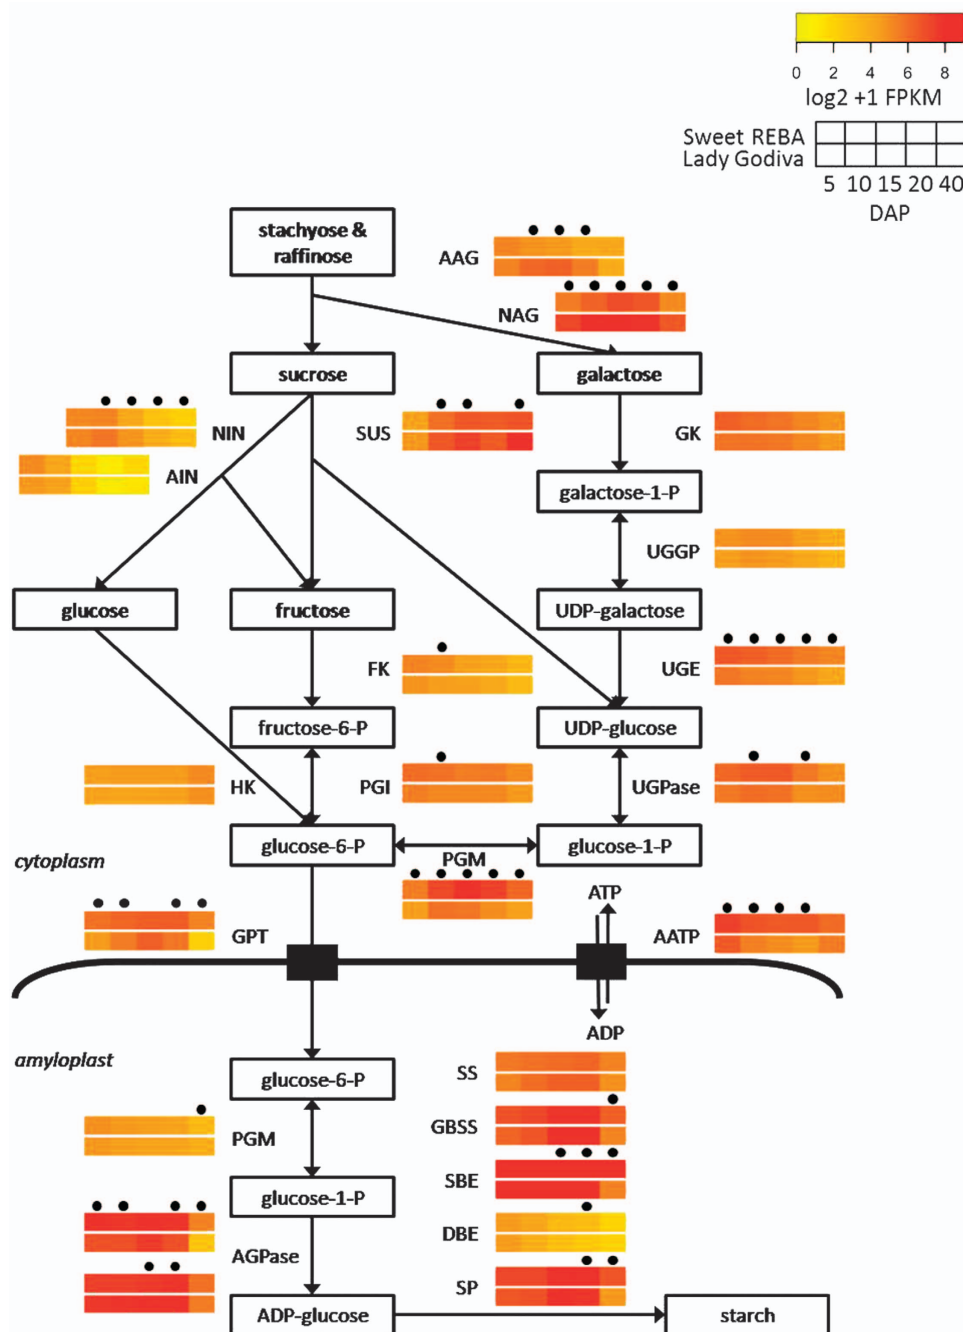 0 2 4 6 8
log2 +1 FPKM
Sweet REBA
Lady Godiva
5 10 15 20 40
DAP
stachyose &
raffinose
AAG
NAG
sucrose
galactose
NIN
SUS
GK
AIN
galactose-1-P
UGGP
glucose
fructose
UDP-galactose
FK
UGE
fructose-6-P
UDP-glucose
HK
PGI
UGPase
glucose-6-P
glucose-1-P
PGM
cytoplasm
ATP
GPT
AATP
ADP
amyloplast
glucose-6-P
SS
GBSS
PGM
SBE
glucose-1-P
DBE
AGPase
SP
ADP-glucose
starch